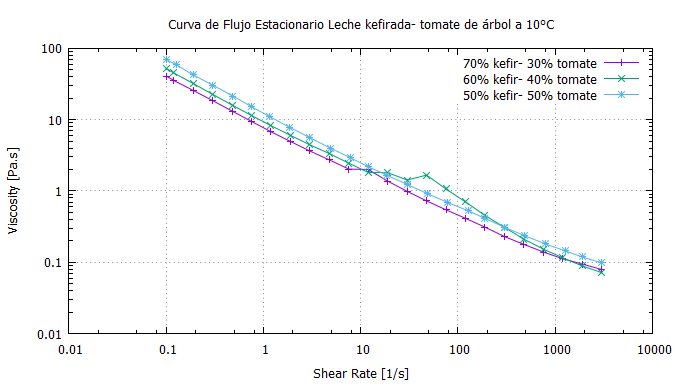 Curva de Flujo Estacionario Leche kefirada- tomate de árbol a 10°C
100
10
1
0.1
0.01
Viscosity [Pa.s]
70% kefir- 30% tomate
60% kefir- 40% tomate
50% kefir- 50% tomate
0.01 0.1 1 10 100 1000 10000
Shear Rate [1/s]